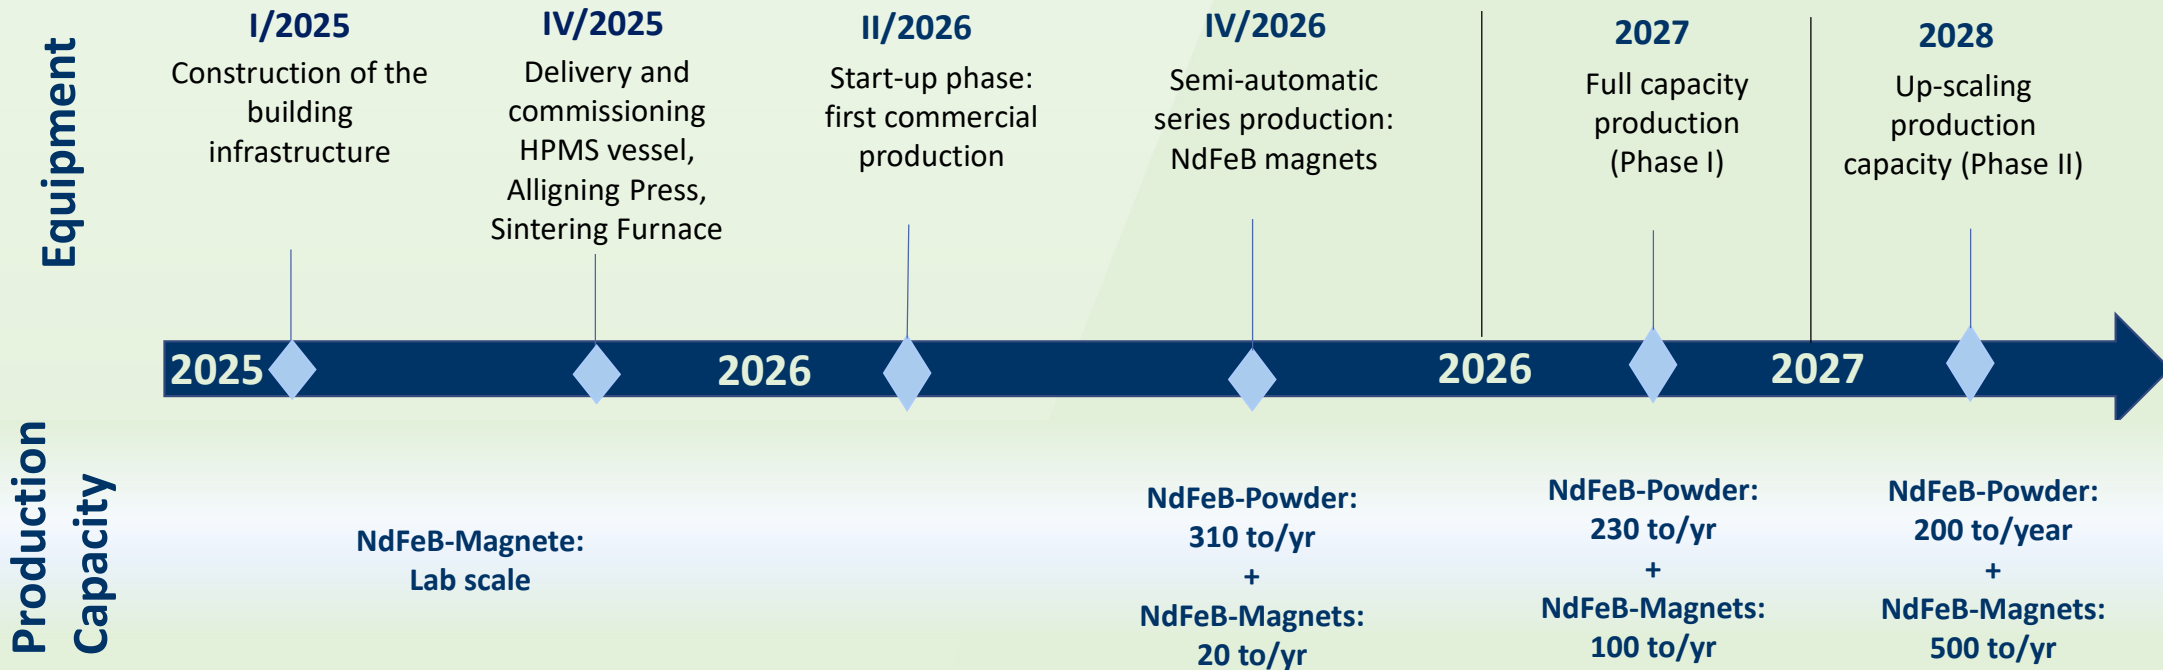 Equipment
I/2025
Construction of the
building
infrastructure
IV/2025
Delivery and
commissioning
HPMS vessel,
Alligning Press,
Sintering Furnace
II/2026
Start-up phase:
first commercial
production
IV/2026
Semi-automatic
series production:
NdFeB magnets
2027
Full capacity
production
(Phase I)
2028
Up-scaling
production
capacity (Phase II)
2025
2026
2026
2027
Production
Capacity
NdFeB-Magnete:
Lab scale
NdFeB-Powder:
310 to/yr
+
NdFeB-Magnets:
20 to/yr
NdFeB-Powder:
230 to/yr
+
NdFeB-Magnets:
100 to/yr
NdFeB-Powder:
200 to/year
+
NdFeB-Magnets:
500 to/yr